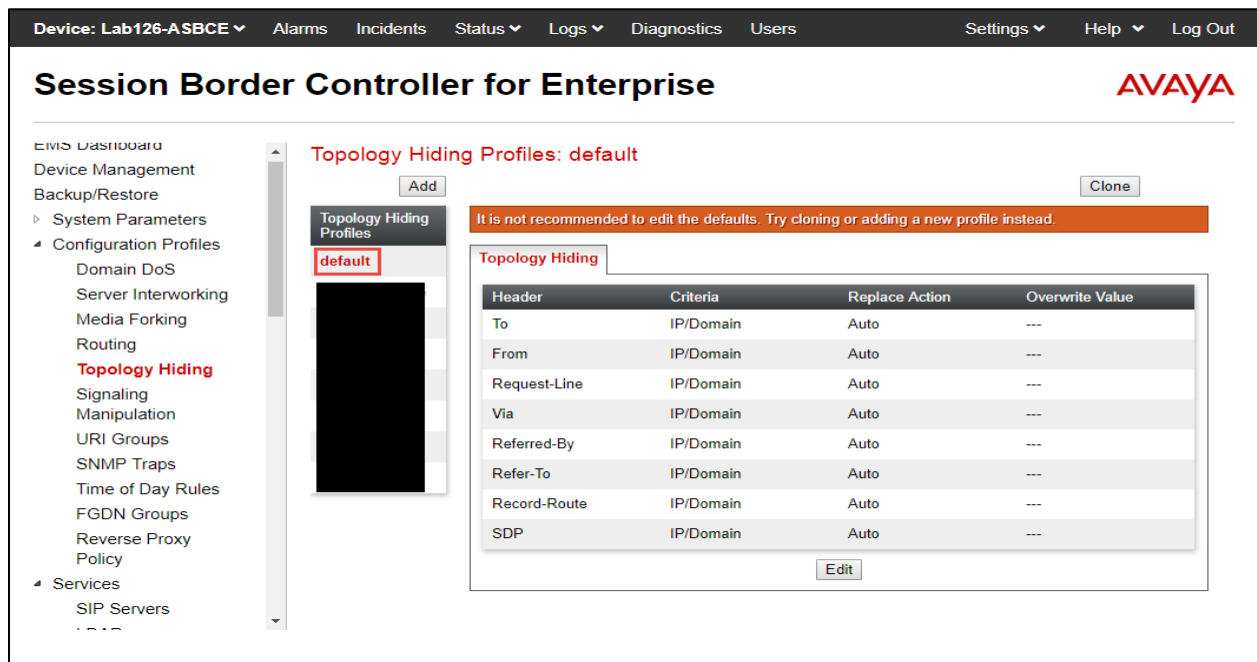 Device: Lab126-ASBCE Alarms Incidents Status Logs Diagnostics Users Settings Help Log Out
Session Border Controller for Enterprise
AVAYA
EMS Dashboard
Device Management
Backup/Restore
System Parameters
Configuration Profiles
Domain DoS
Server Interworking
Media Forking
Routing
Topology Hiding
Signaling
Manipulation
URI Groups
SNMP Traps
Time of Day Rules
FGDN Groups
Reverse Proxy
Policy
Services
SIP Servers
Topology Hiding Profiles: default
Add
Clone
Topology Hiding
Profiles
default
It is not recommended to edit the defaults. Try cloning or adding a new profile instead.
Topology Hiding
Header Criteria Replace Action Overwrite Value
To IP/Domain Auto ---
From IP/Domain Auto ---
Request-Line IP/Domain Auto ---
Via IP/Domain Auto ---
Referred-By IP/Domain Auto ---
Refer-To IP/Domain Auto ---
Record-Route IP/Domain Auto ---
SDP IP/Domain Auto ---
Edit